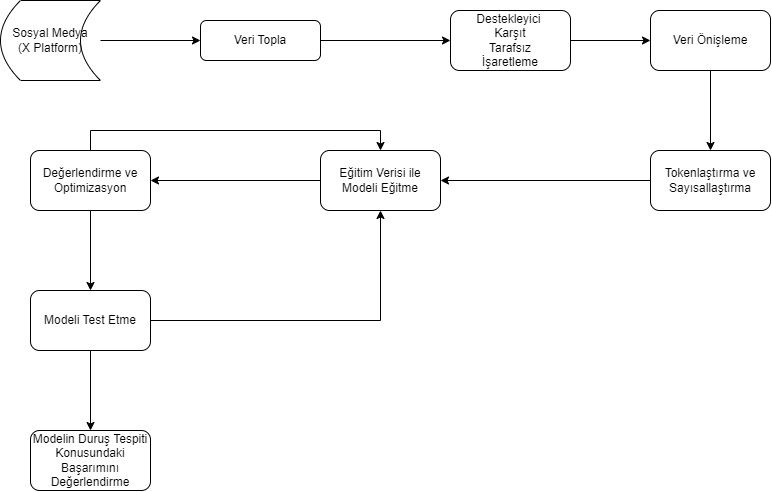 Sosyal Medya
(X Platform)
Veri Topla
Destekleyici
Karşıt
Tarafsız
İşaretleme
Veri Önişleme
Değerlendirme ve
Optimizasyon
Eğitim Verisi ile
Modeli Eğitme
Tokenlaştırma ve
Sayısallaştırma
Modeli Test Etme
Modelin Duruş Tespiti
Konusundaki
Başarımını
Değerlendirme